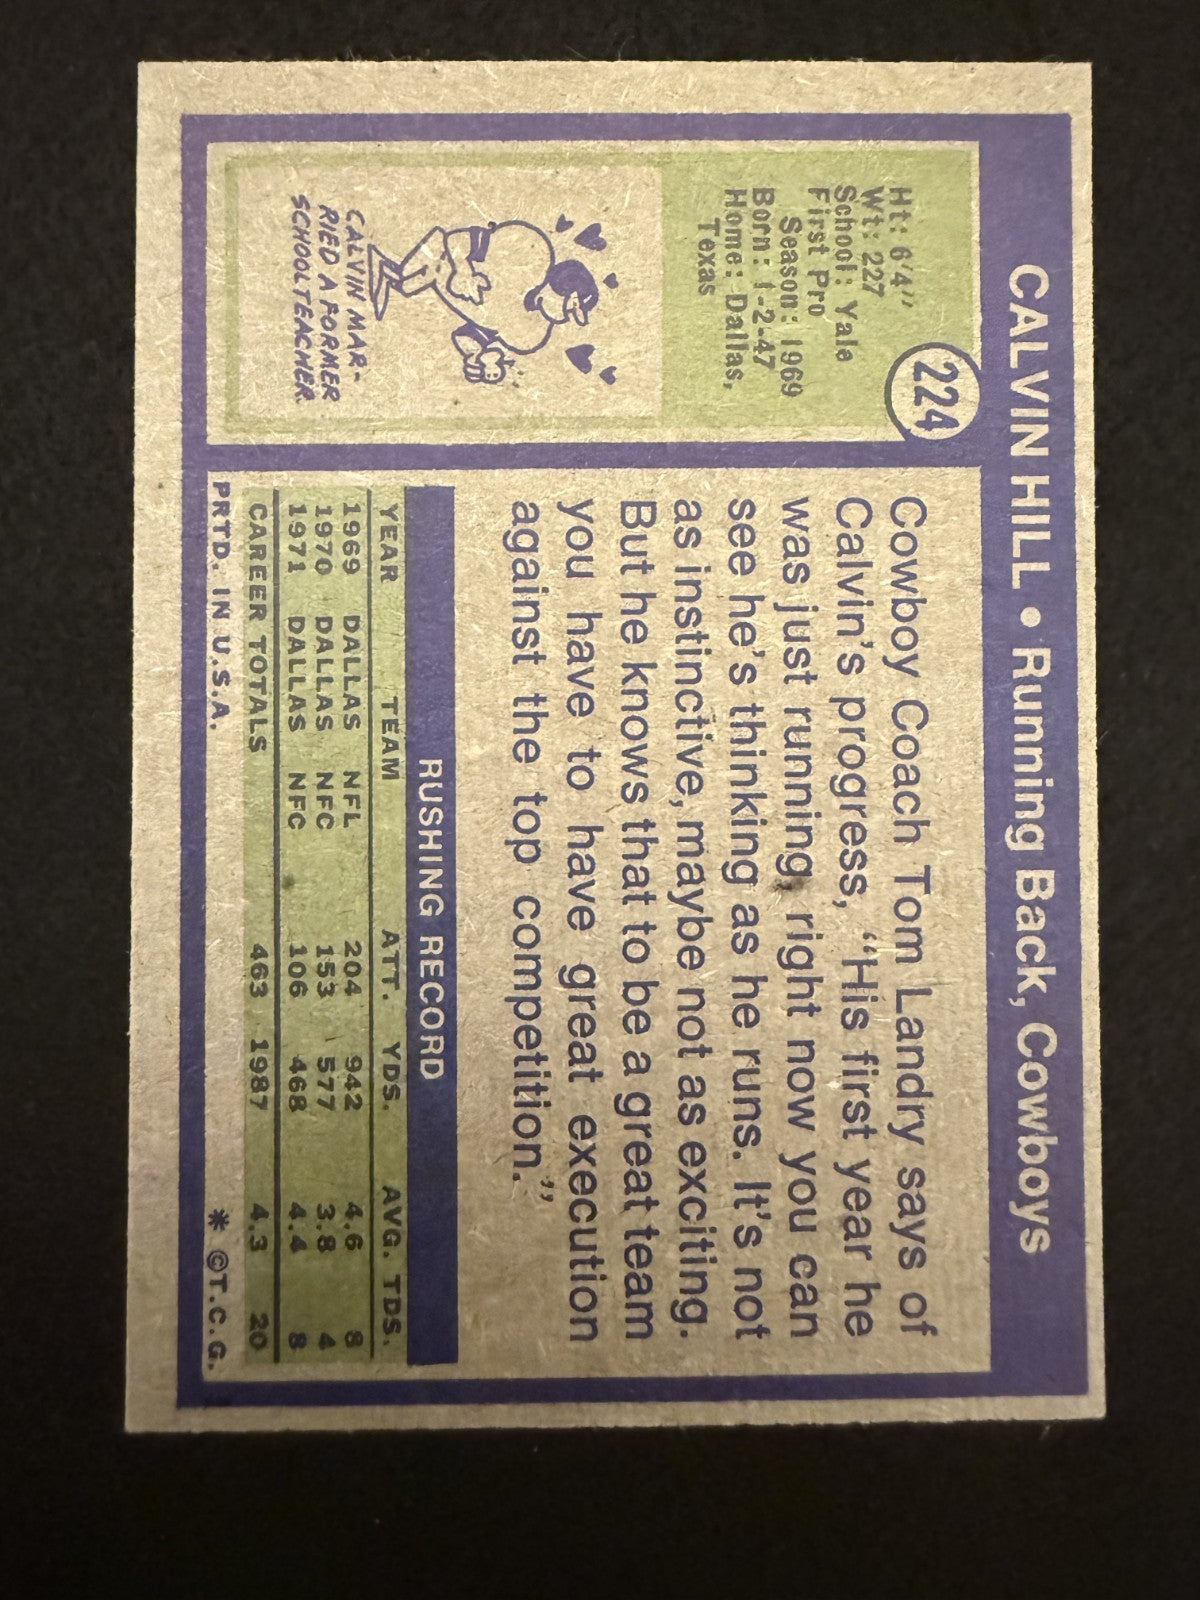 CALVIN HILL • Running Back, Cowboys
224
Ht: 6'4"
Wt: 227
School: Yale
First Pro
Season: 1969
Born: 1-2-47
Home: Dallas,
Texas
CALVIN MAR-
RIED A FORMER
SCHOOLTEACHER.
Cowboy Coach Tom Landry says of
Calvin's progress, “His first year he
was just running, right now you can
see he's thinking as he runs. It's not
as instinctive, maybe not as exciting.
But he knows that to be a great team
you have to have great execution
against the top competition.”
RUSHING RECORD
YEAR TEAM ATT. YDS. AVG. TDS.
1969 DALLAS NFL 204 942 4.6 8
1970 DALLAS NFC 153 577 3.8 4
1971 DALLAS NFC 106 468 4.4 8
CAREER TOTALS 463 1987 4.3 20
PRTD. IN U.S.A. * ©T.C.G.